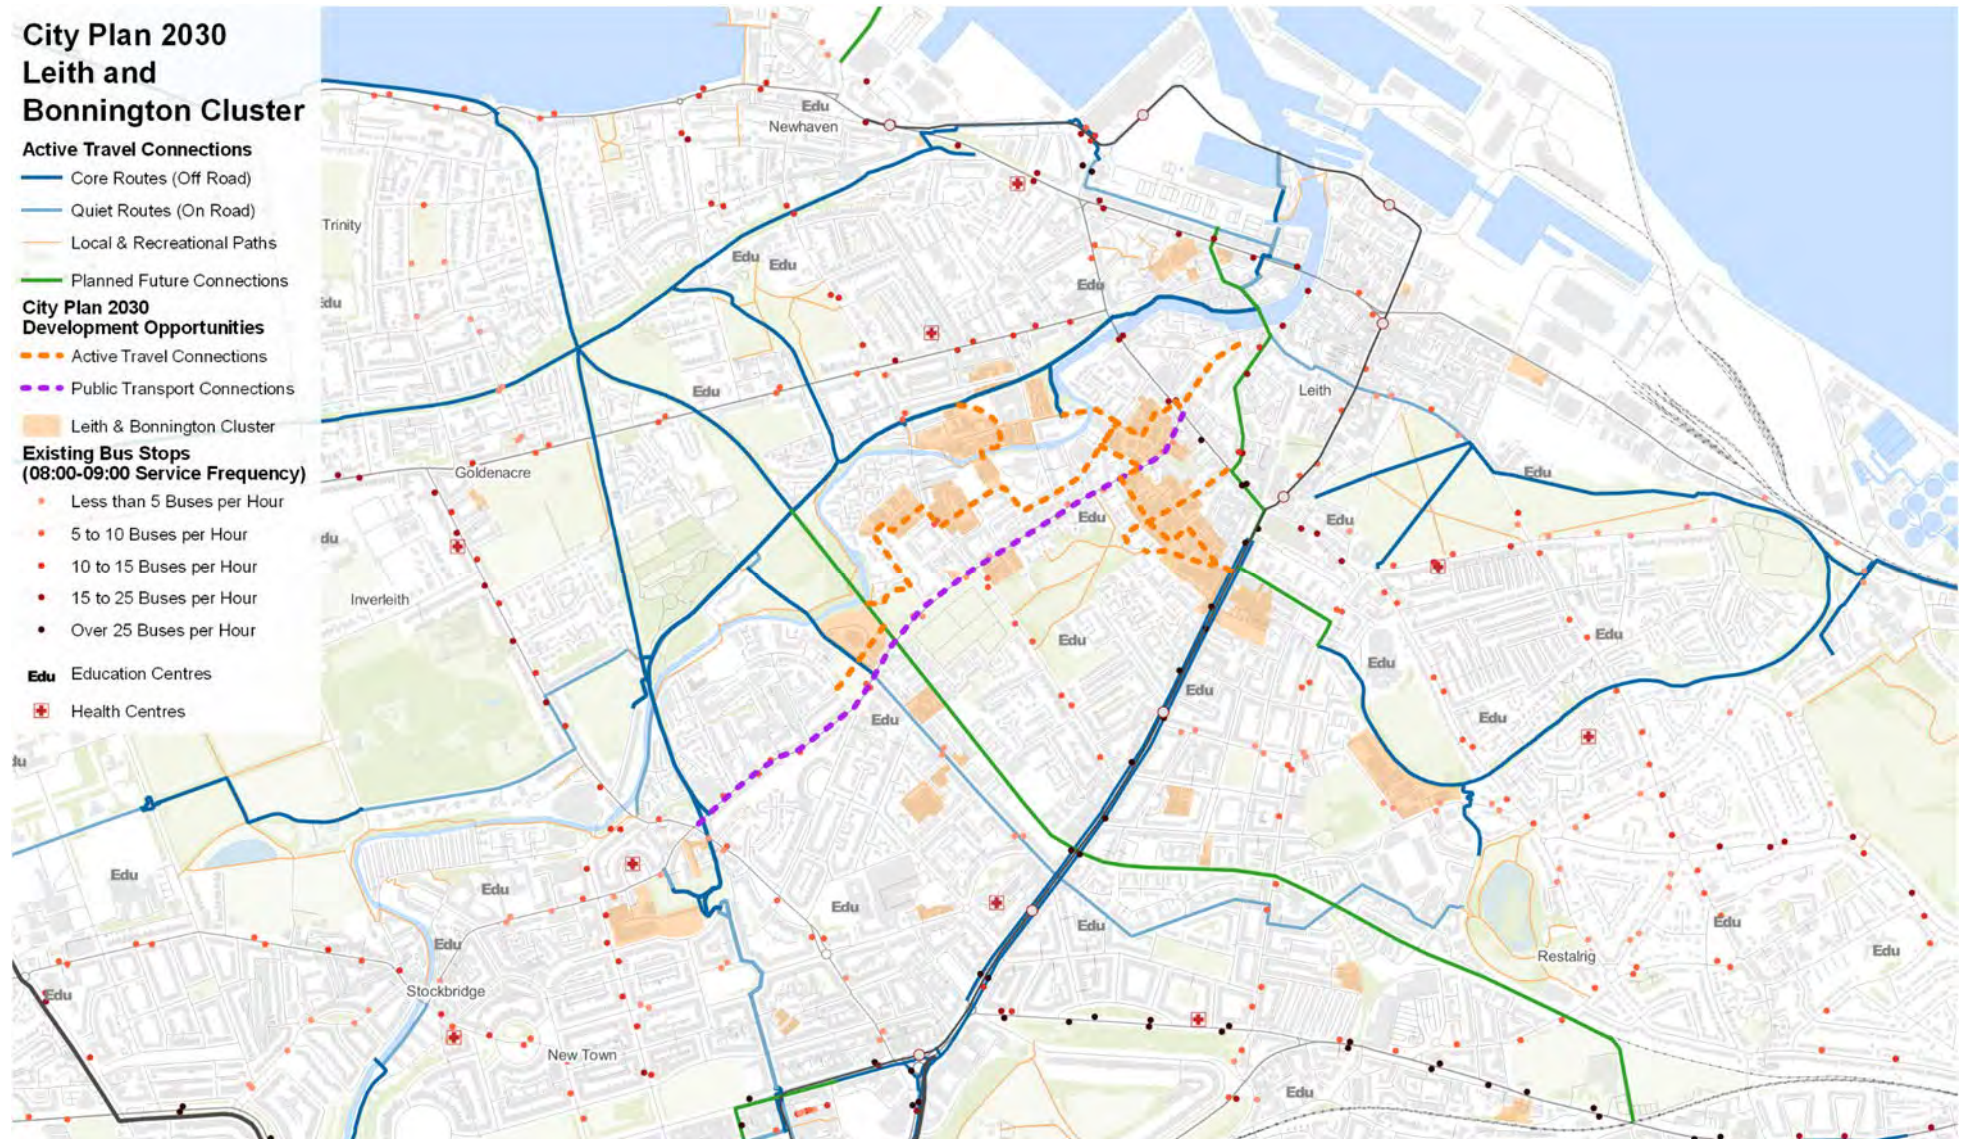 City Plan 2030
Leith and
Bonnington Cluster
Active Travel Connections
Core Routes (Off Road)
Quiet Routes (On Road)
Local & Recreational Paths
Planned Future Connections
City Plan 2030
Development Opportunities
Active Travel Connections
Public Transport Connections
Leith & Bonnington Cluster
Existing Bus Stops
(08:00-09:00 Service Frequency)
Less than 5 Buses per Hour
5 to 10 Buses per Hour
10 to 15 Buses per Hour
15 to 25 Buses per Hour
Over 25 Buses per Hour
Edu Education Centres
Health Centres
Edu
Newhaven
Trinity
Edu
Edu
Edu
Edu
Edu
Leith
Goldenacre
Edu
Edu
Edu
du
Inverleith
Edu
Edu
Edu
Edu
Edu
Edu
du
Edu
Edu
Edu
Edu
Edu
Edu
Edu
Edu
Restalrig
Stockbridge
Edu
New Town
Edu